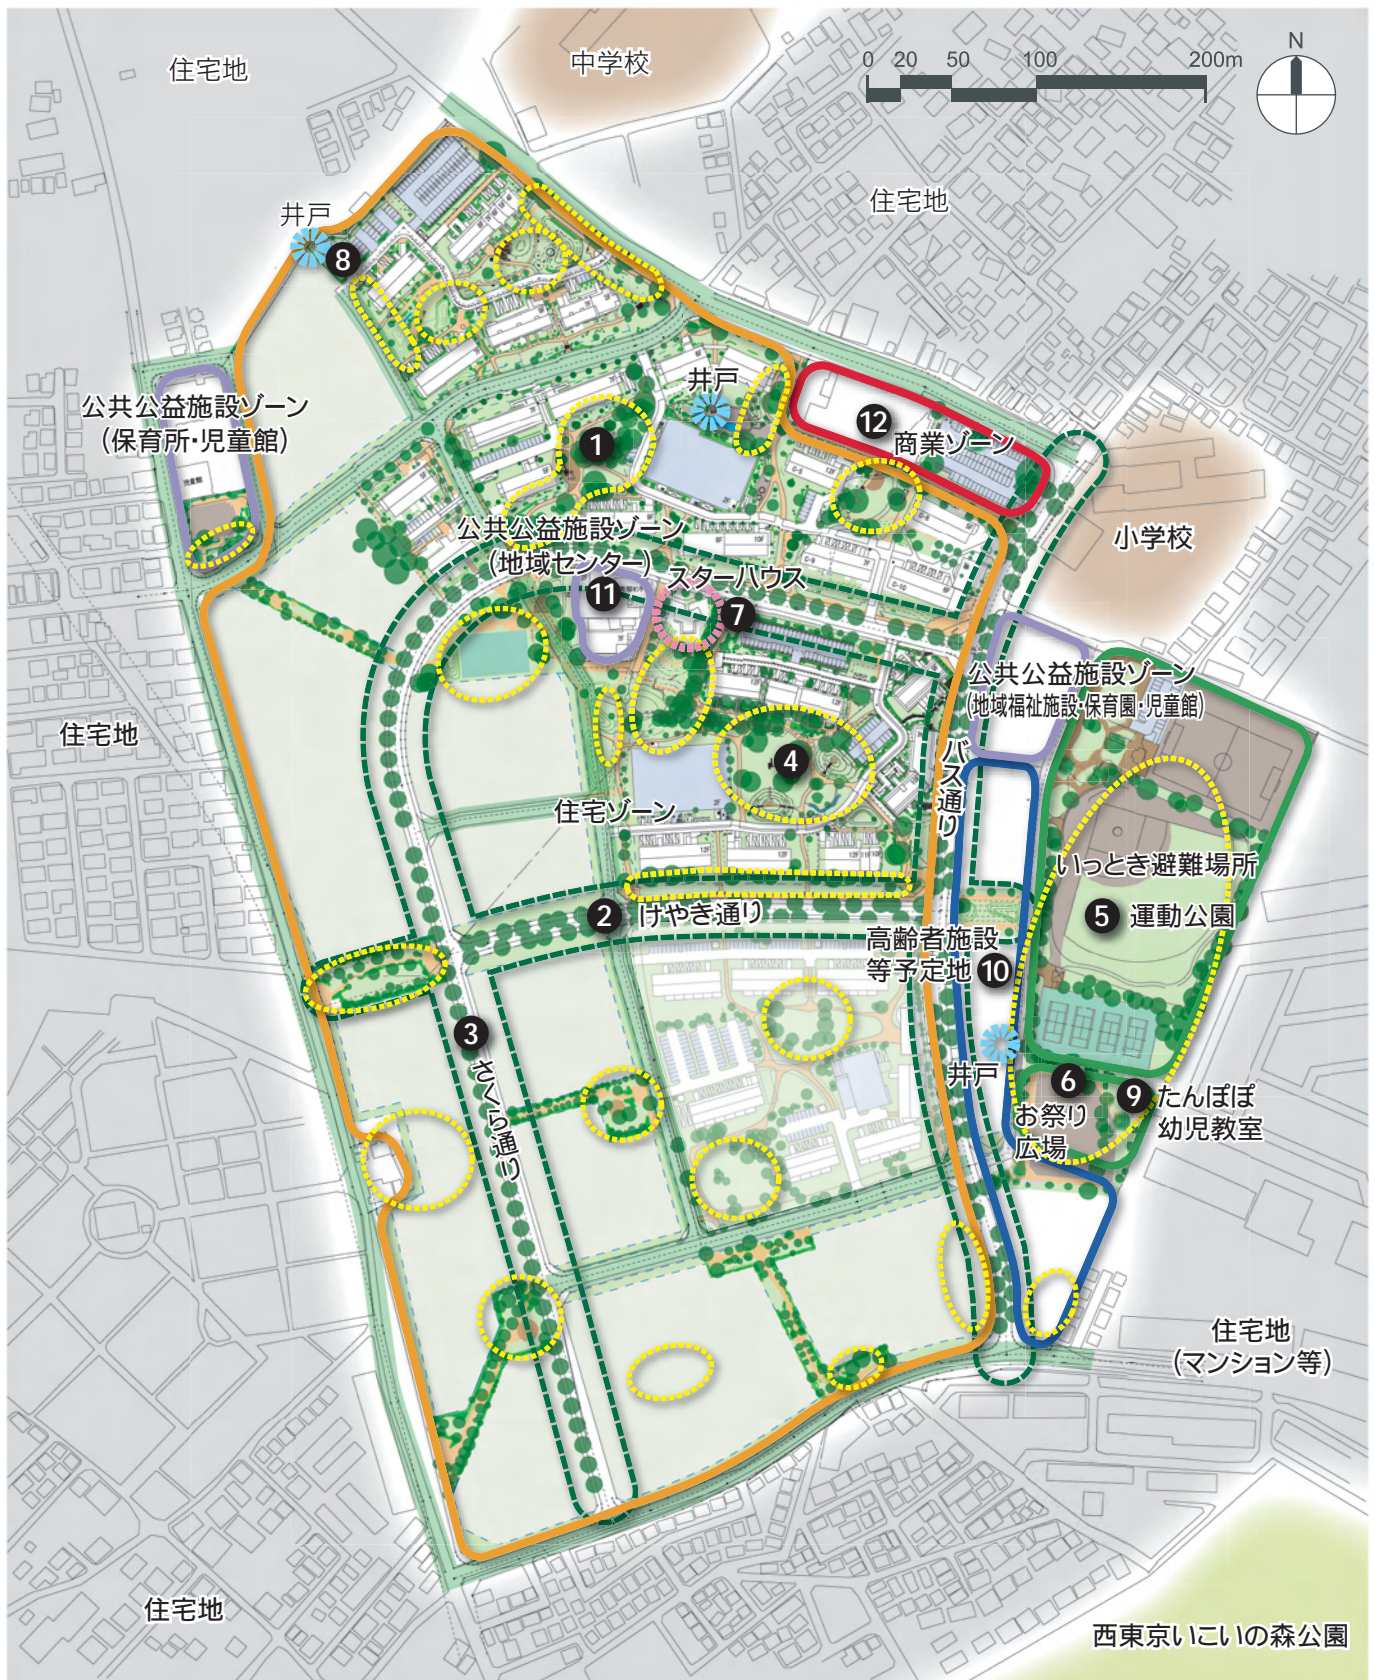 住宅地
中学校
0 20 50 100 200m
N
住宅地
井戸
8
公共公益施設ゾーン
（保育所・児童館）
児童館
井戸
1
12
商業ゾーン
小学校
公共公益施設ゾーン
（地域センター）
11
スターハウス
7
公共公益施設ゾーン
（地域福祉施設・保育園・児童館）
住宅地
バス通り
4
住宅ゾーン
いっとき避難場所
5 運動公園
2 けやき通り
高齢者施設
等予定地 10
3
さくら通り
井戸
6
お祭り
広場
9 たんぽぽ
幼児教室
住宅地
（マンション等）
住宅地
西東京いこいの森公園